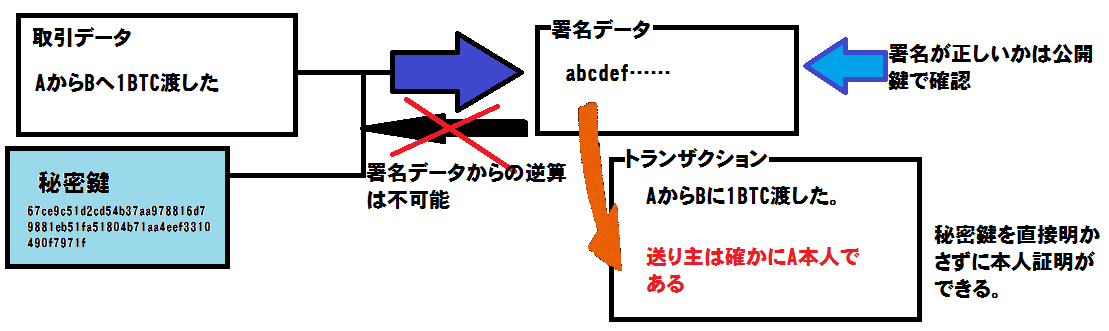 取引データ
AからBへ1BTC渡した
秘密鍵
67ce9c51d2cd54b37aa978816d7
9881eb51fa51804b71aa4eef3310
490f7971f
署名データからの逆算
は不可能
署名データ
abcdef……
署名が正しいかは公開
鍵で確認
トランザクション
AからBに1BTC渡した。
送り主は確かにA本人で
ある
秘密鍵を直接明か
さずに本人証明が
できる。